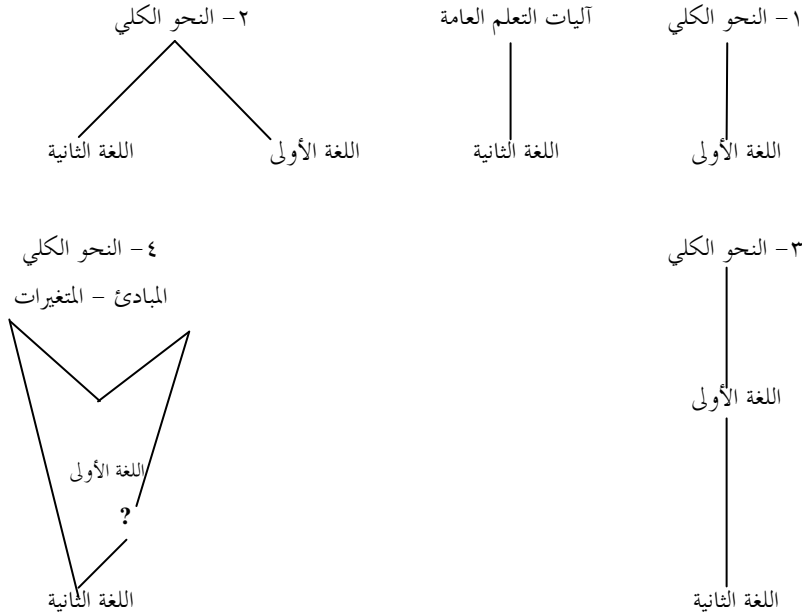 ١- النحو الكلي
آليات التعلم العامة
٢- النحو الكلي
اللغة الأولى
اللغة الثانية
اللغة الأولى
اللغة الثانية
٣- النحو الكلي
٤- النحو الكلي
المبادئ - المتغيرات
اللغة الأولى
اللغة الأولى
?
اللغة الثانية
اللغة الثانية